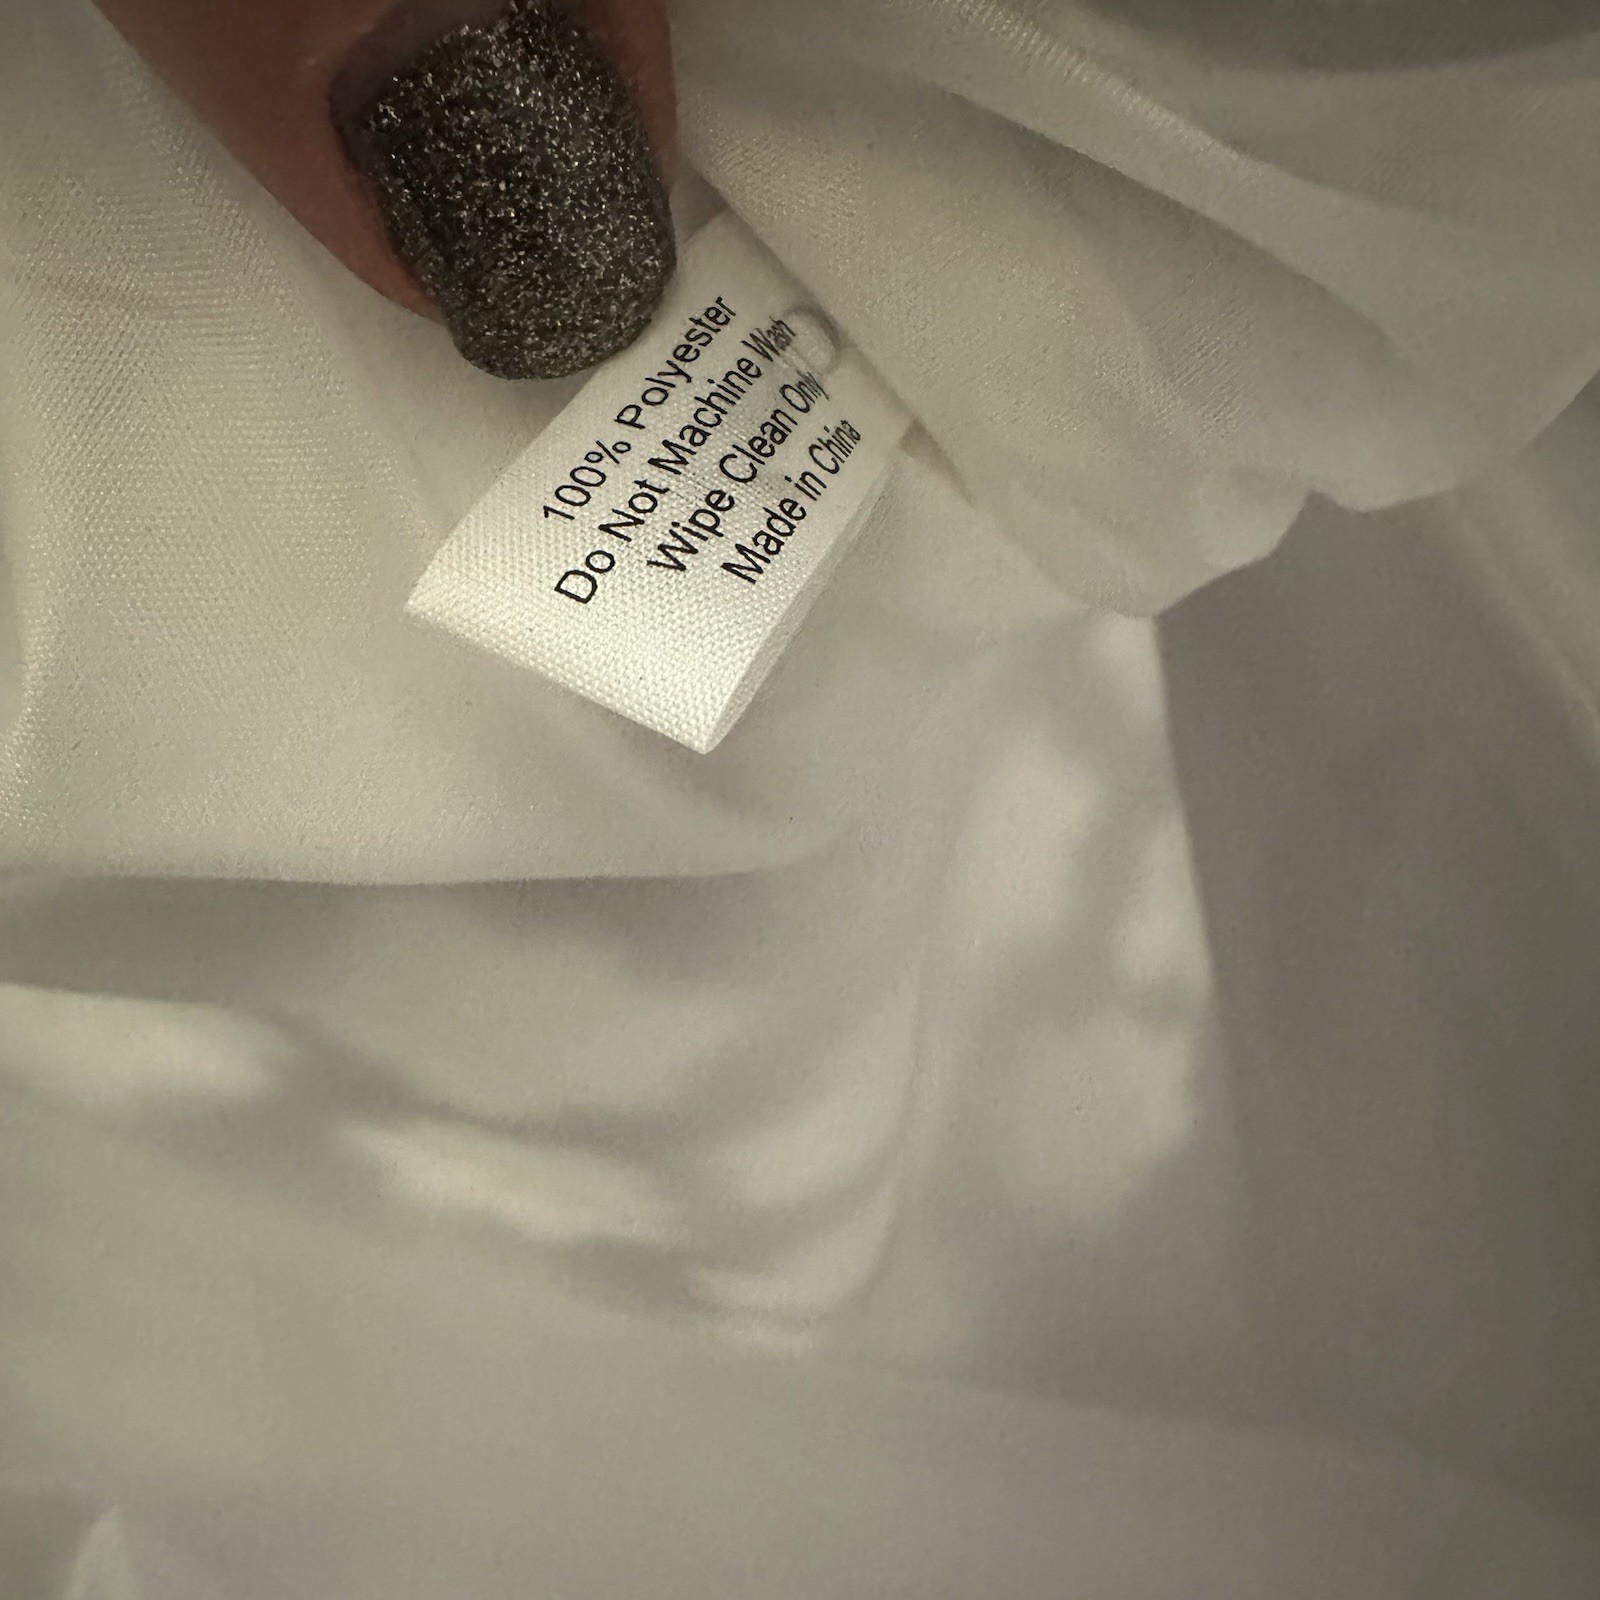 100% Polyester
Do Not Machine Wash
Wipe Clean Only
Made in China